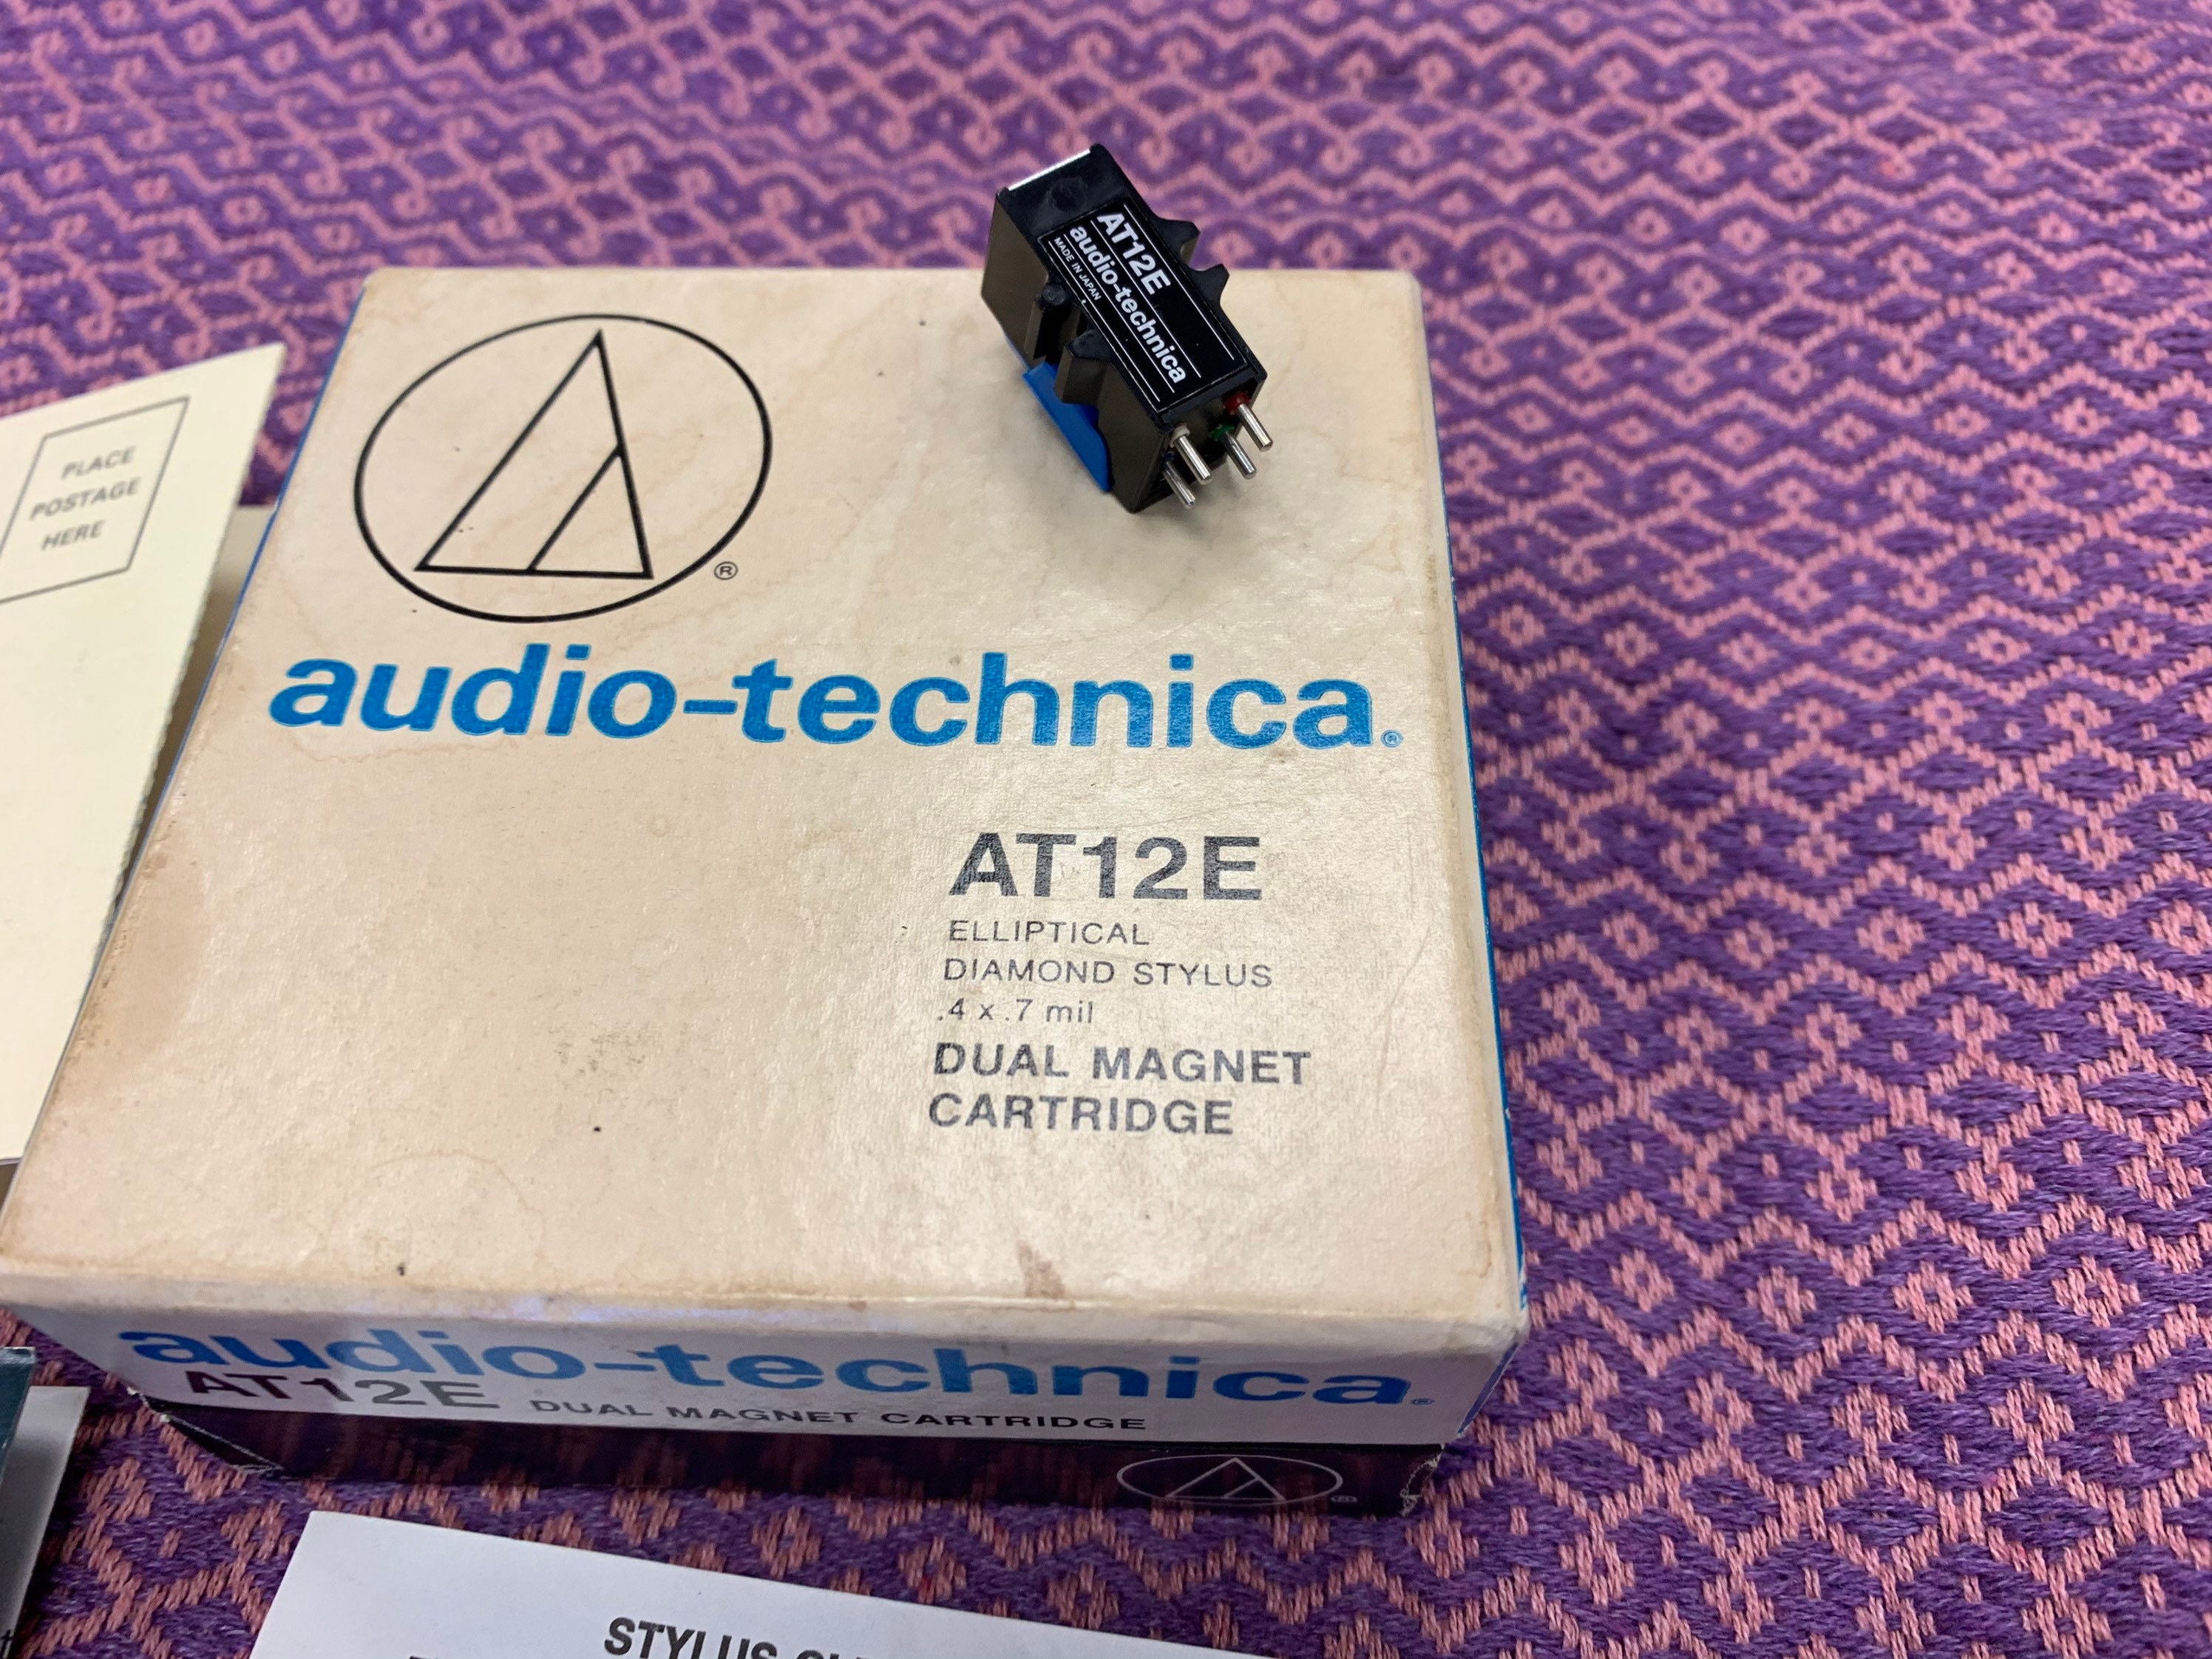 AT12E
audio-technica
MADE IN JAPAN
PLACE
POSTAGE
HERE
®
audio-technica®
AT12E
ELLIPTICAL
DIAMOND STYLUS
.4 x .7 mil
DUAL MAGNET
CARTRIDGE
audio-technica®
AT12E DUAL MAGNET CARTRIDGE
STYLUS